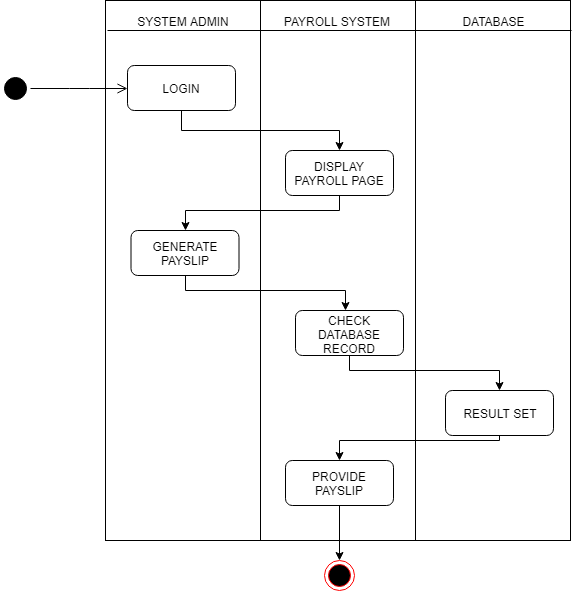 SYSTEM ADMIN
PAYROLL SYSTEM
DATABASE
LOGIN
DISPLAY
PAYROLL PAGE
GENERATE
PAYSLIP
CHECK
DATABASE
RECORD
RESULT SET
PROVIDE
PAYSLIP